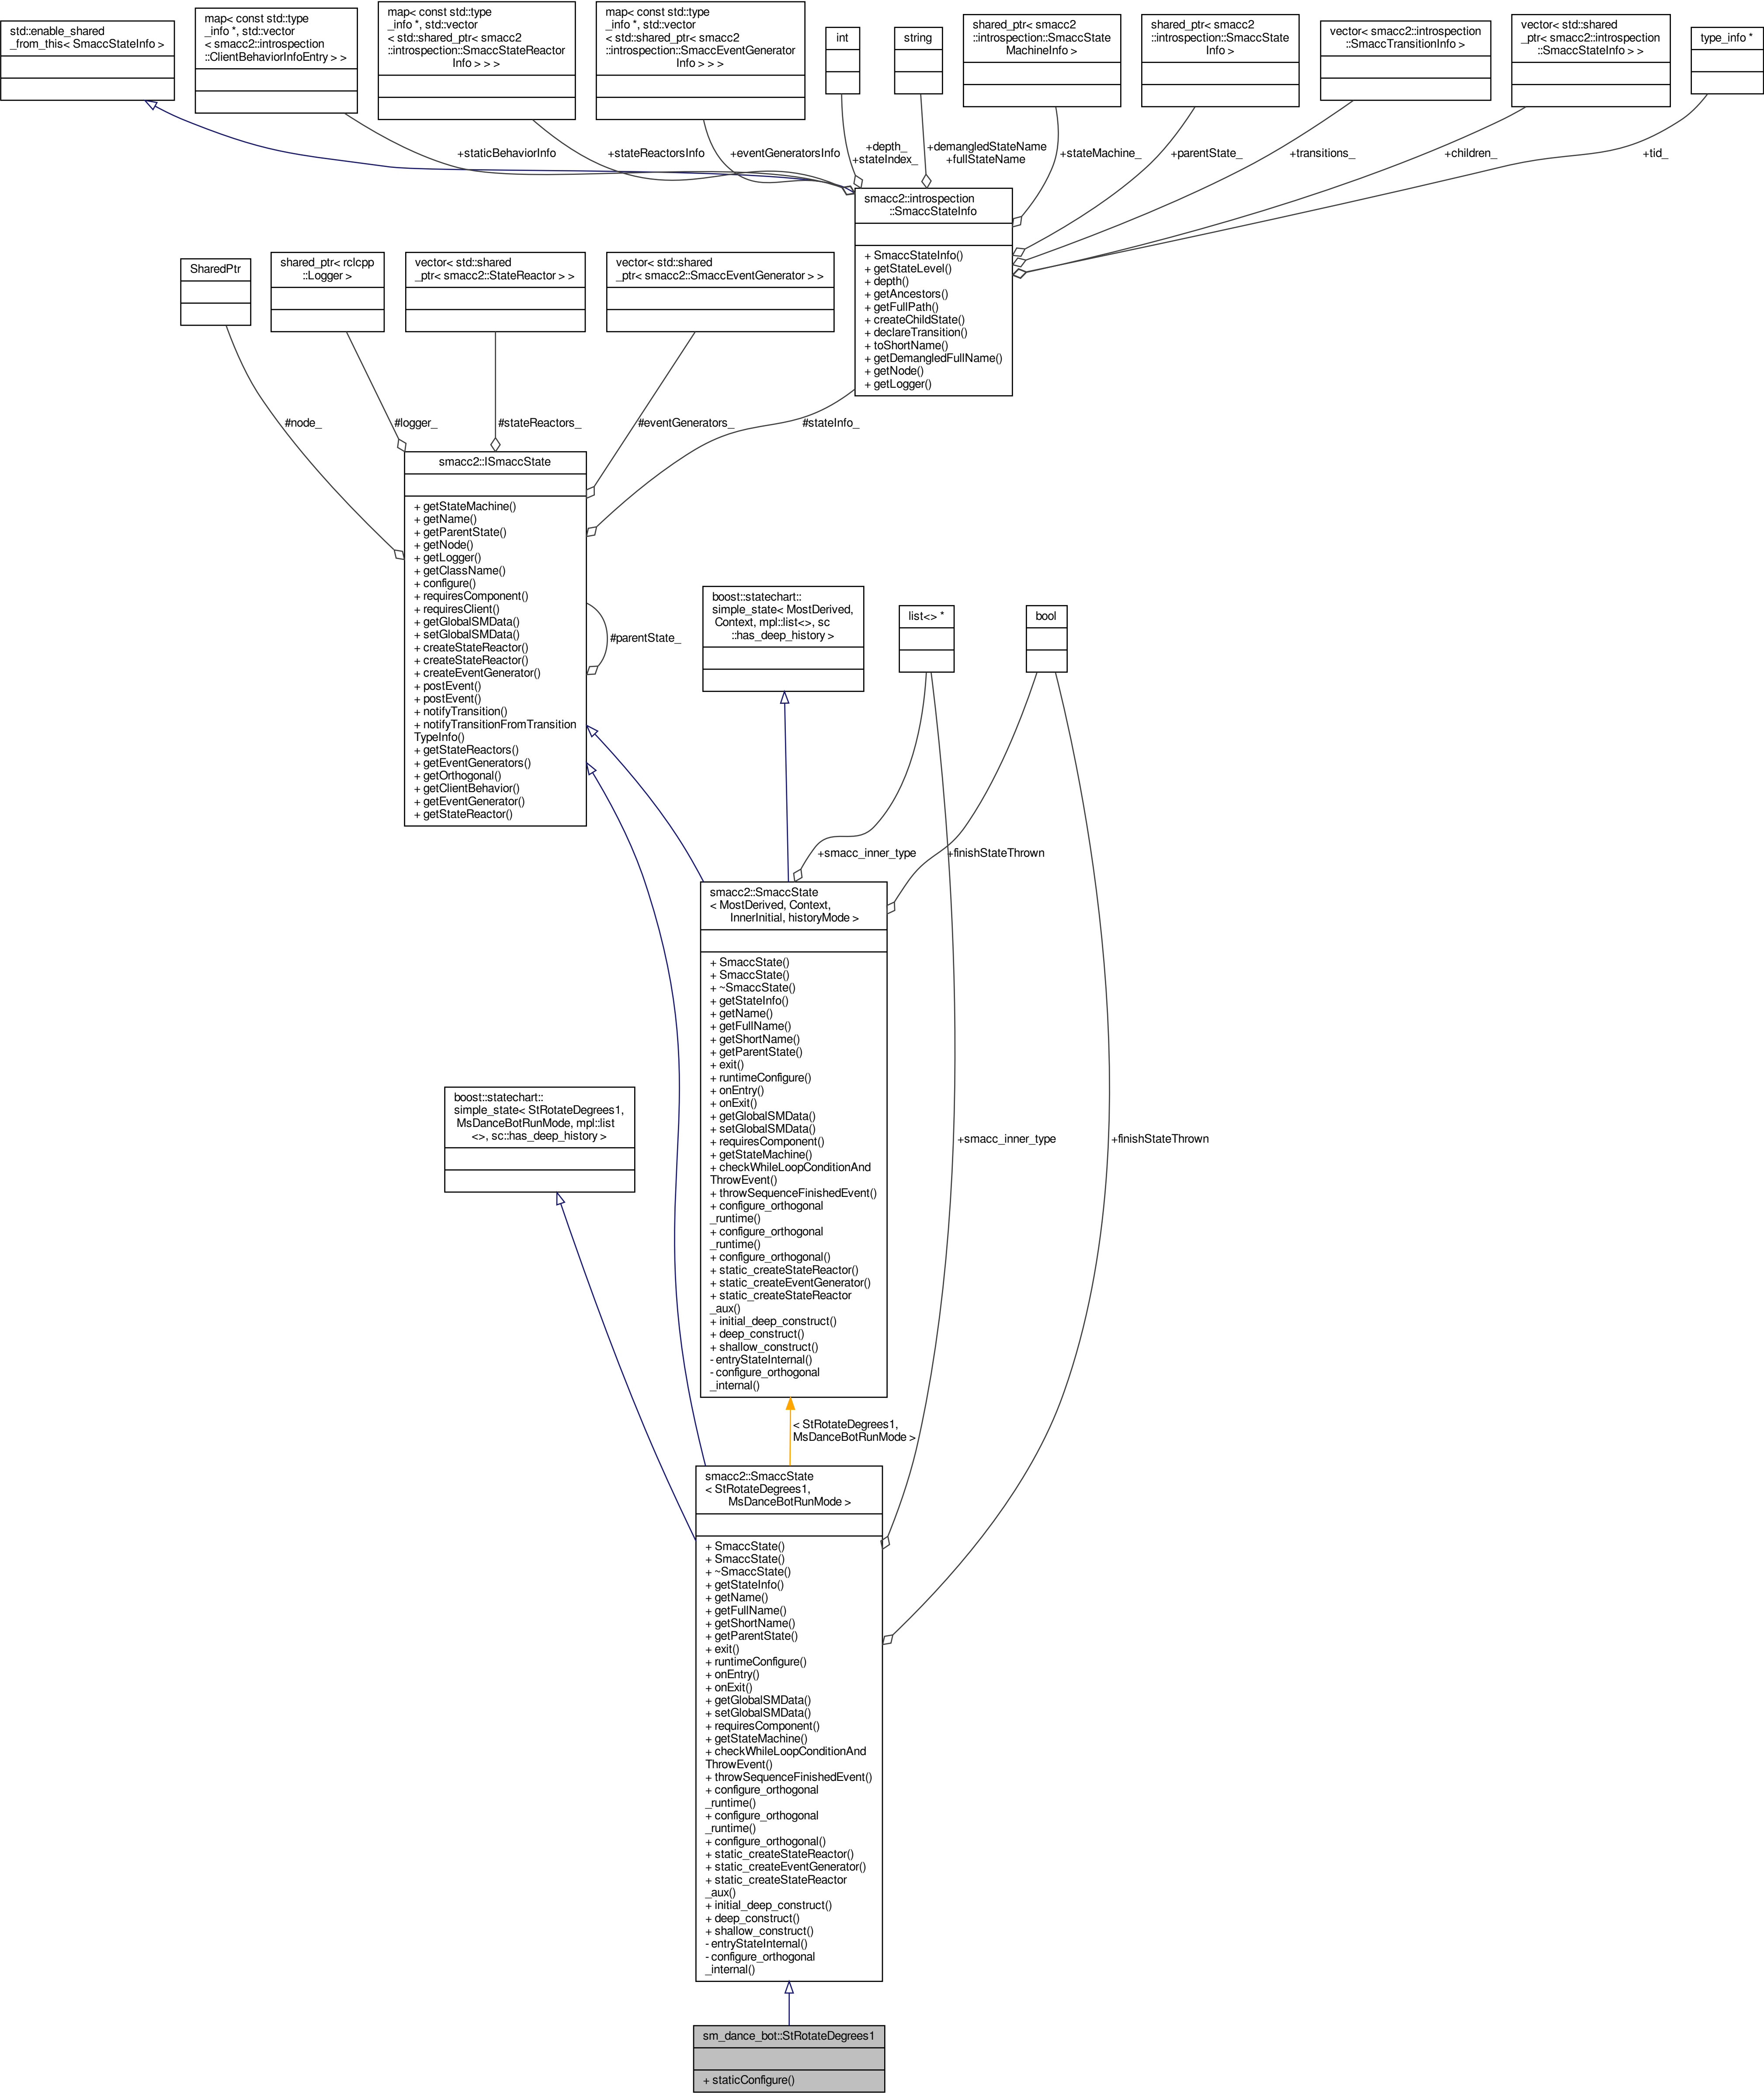 std::enable_shared
_from_this< SmaccStateInfo >
map< const std::type
_info *, std::vector
< smacc2::introspection
::ClientBehaviorInfoEntry > >
map< const std::type
_info *, std::vector
< std::shared_ptr< smacc2
::introspection::SmaccStateReactor
Info > > >
map< const std::type
_info *, std::vector
< std::shared_ptr< smacc2
::introspection::SmaccEventGenerator
Info > > >
int
string
shared_ptr< smacc2
::introspection::SmaccState
MachineInfo >
shared_ptr< smacc2
::introspection::SmaccState
Info >
vector< smacc2::introspection
::SmaccTransitionInfo >
vector< std::shared
_ptr< smacc2::introspection
::SmaccStateInfo > >
type_info *
+staticBehaviorInfo
+stateReactorsInfo
+eventGeneratorsInfo
+depth_
+stateIndex_
+demangledStateName
+fullStateName
+stateMachine_
+parentState_
+transitions_
+children_
+tid_
smacc2::introspection
::SmaccStateInfo
+ SmaccStateInfo()
+ getStateLevel()
+ depth()
+ getAncestors()
+ getFullPath()
+ createChildState()
+ declareTransition()
+ toShortName()
+ getDemangledFullName()
+ getNode()
+ getLogger()
SharedPtr
shared_ptr< rclcpp
::Logger >
vector< std::shared
_ptr< smacc2::StateReactor > >
vector< std::shared
_ptr< smacc2::SmaccEventGenerator > >
#node_
#logger_
#stateReactors_
#eventGenerators_
#stateInfo_
smacc2::ISmaccState
+ getStateMachine()
+ getName()
+ getParentState()
+ getNode()
+ getLogger()
+ getClassName()
+ configure()
+ requiresComponent()
+ requiresClient()
+ getGlobalSMData()
+ setGlobalSMData()
+ createStateReactor()
+ createStateReactor()
+ createEventGenerator()
+ postEvent()
+ postEvent()
+ notifyTransition()
+ notifyTransitionFromTransition
TypeInfo()
+ getStateReactors()
+ getEventGenerators()
+ getOrthogonal()
+ getClientBehavior()
+ getEventGenerator()
+ getStateReactor()
#parentState_
boost::statechart::
simple_state< MostDerived,
Context, mpl::list<>, sc
::has_deep_history >
list<> *
bool
+smacc_inner_type
+finishStateThrown
smacc2::SmaccState
< MostDerived, Context,
InnerInitial, historyMode >
+ SmaccState()
+ SmaccState()
+ ~SmaccState()
+ getStateInfo()
+ getName()
+ getFullName()
+ getShortName()
+ getParentState()
+ exit()
+ runtimeConfigure()
+ onEntry()
+ onExit()
+ getGlobalSMData()
+ setGlobalSMData()
+ requiresComponent()
+ getStateMachine()
+ checkWhileLoopConditionAnd
ThrowEvent()
+ throwSequenceFinishedEvent()
+ configure_orthogonal
_runtime()
+ configure_orthogonal
_runtime()
+ configure_orthogonal()
+ static_createStateReactor()
+ static_createEventGenerator()
+ static_createStateReactor
_aux()
+ initial_deep_construct()
+ deep_construct()
+ shallow_construct()
- entryStateInternal()
- configure_orthogonal
_internal()
boost::statechart::
simple_state< StRotateDegrees1,
MsDanceBotRunMode, mpl::list
<>, sc::has_deep_history >
+smacc_inner_type
+finishStateThrown
< StRotateDegrees1,
MsDanceBotRunMode >
smacc2::SmaccState
< StRotateDegrees1,
MsDanceBotRunMode >
+ SmaccState()
+ SmaccState()
+ ~SmaccState()
+ getStateInfo()
+ getName()
+ getFullName()
+ getShortName()
+ getParentState()
+ exit()
+ runtimeConfigure()
+ onEntry()
+ onExit()
+ getGlobalSMData()
+ setGlobalSMData()
+ requiresComponent()
+ getStateMachine()
+ checkWhileLoopConditionAnd
ThrowEvent()
+ throwSequenceFinishedEvent()
+ configure_orthogonal
_runtime()
+ configure_orthogonal
_runtime()
+ configure_orthogonal()
+ static_createStateReactor()
+ static_createEventGenerator()
+ static_createStateReactor
_aux()
+ initial_deep_construct()
+ deep_construct()
+ shallow_construct()
- entryStateInternal()
- configure_orthogonal
_internal()
sm_dance_bot::StRotateDegrees1
+ staticConfigure()